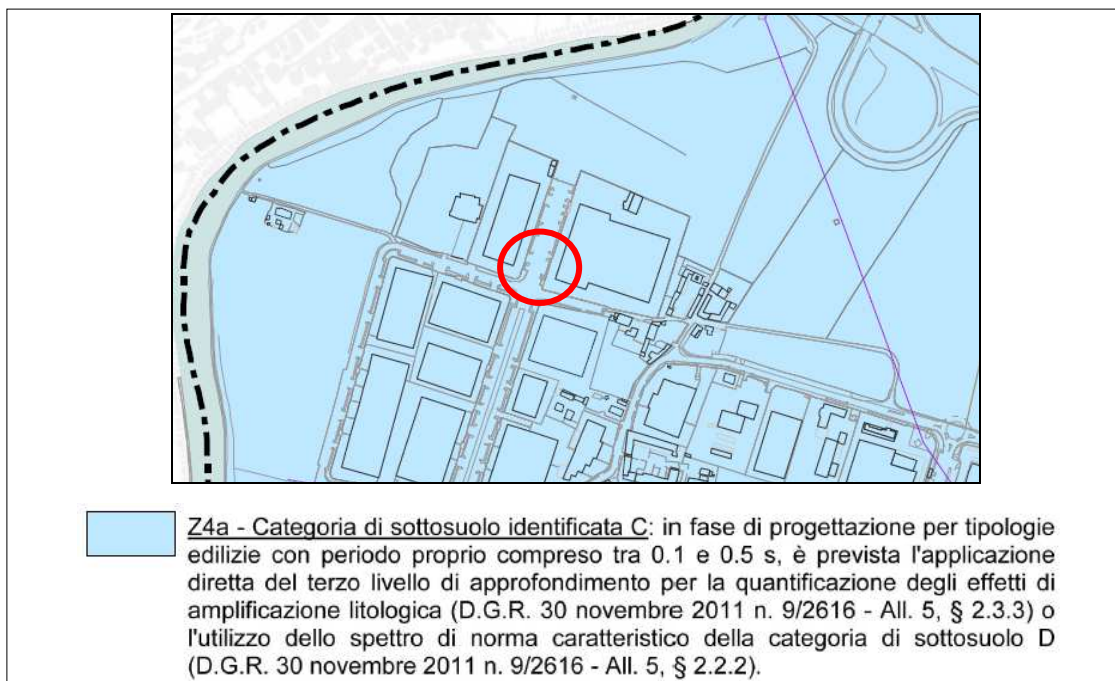 Z4a - Categoria di sottosuolo identificata C: in fase di progettazione per tipologie
edilizie con periodo proprio compreso tra 0.1 e 0.5 s, è prevista l'applicazione
diretta del terzo livello di approfondimento per la quantificazione degli effetti di
amplificazione litologica (D.G.R. 30 novembre 2011 n. 9/2616 - All. 5, § 2.3.3) o
l'utilizzo dello spettro di norma caratteristico della categoria di sottosuolo D
(D.G.R. 30 novembre 2011 n. 9/2616 - All. 5, § 2.2.2).